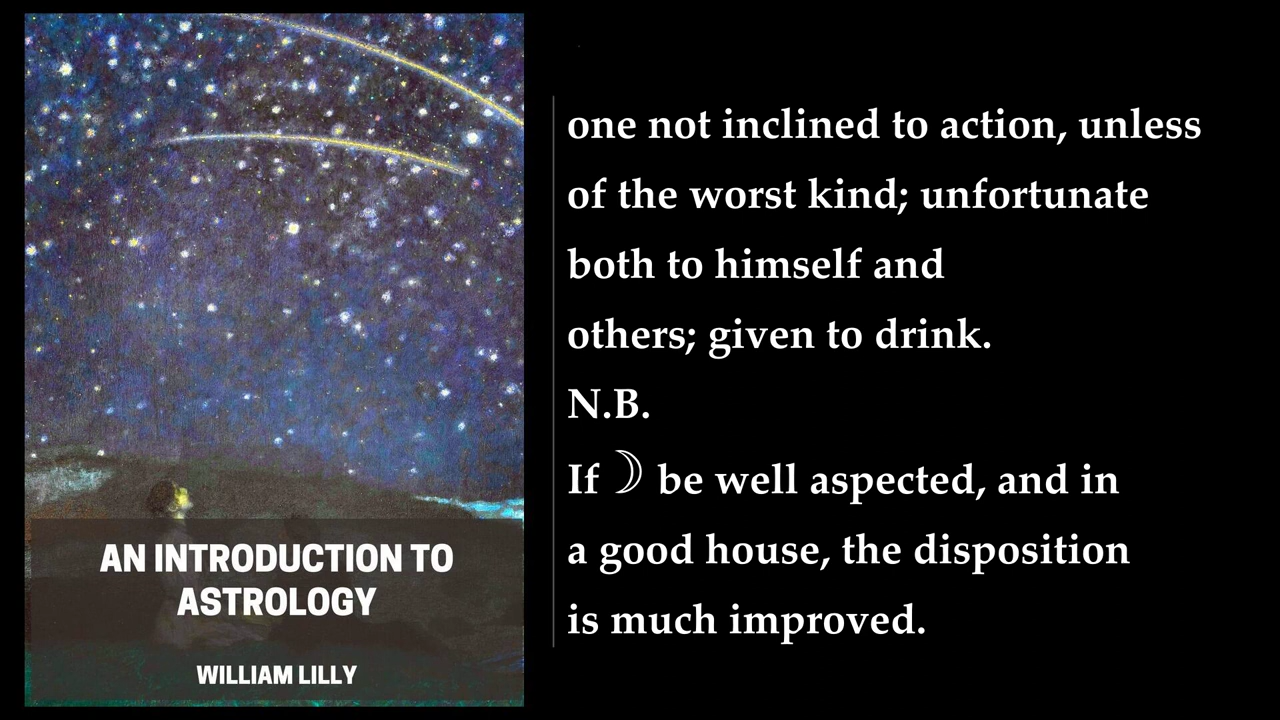 AN INTRODUCTION TO
ASTROLOGY
WILLIAM LILLY
one not inclined to action, unless
of the worst kind; unfortunate
both to himself and
others; given to drink.
N.B.
If ☽ be well aspected, and in
a good house, the disposition
is much improved.